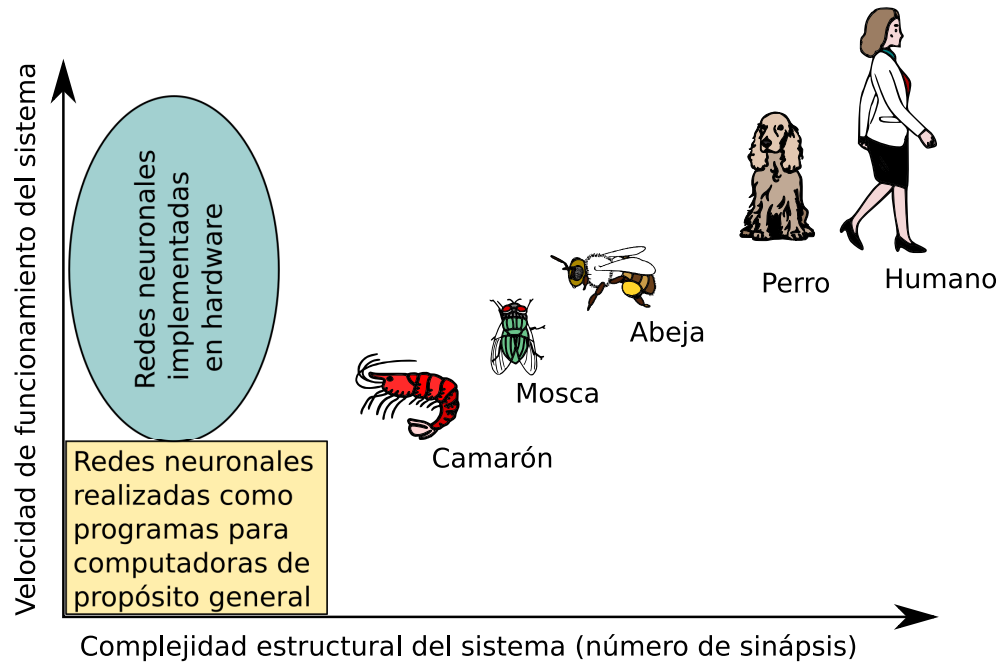 Velocidad de funcionamiento del sistema
Redes neuronales
implementadas
en hardware
Redes neuronales
realizadas como
programas para
computadoras de
propósito general
Camarón
Mosca
Abeja
Perro
Humano
Complejidad estructural del sistema (número de sinápsis)